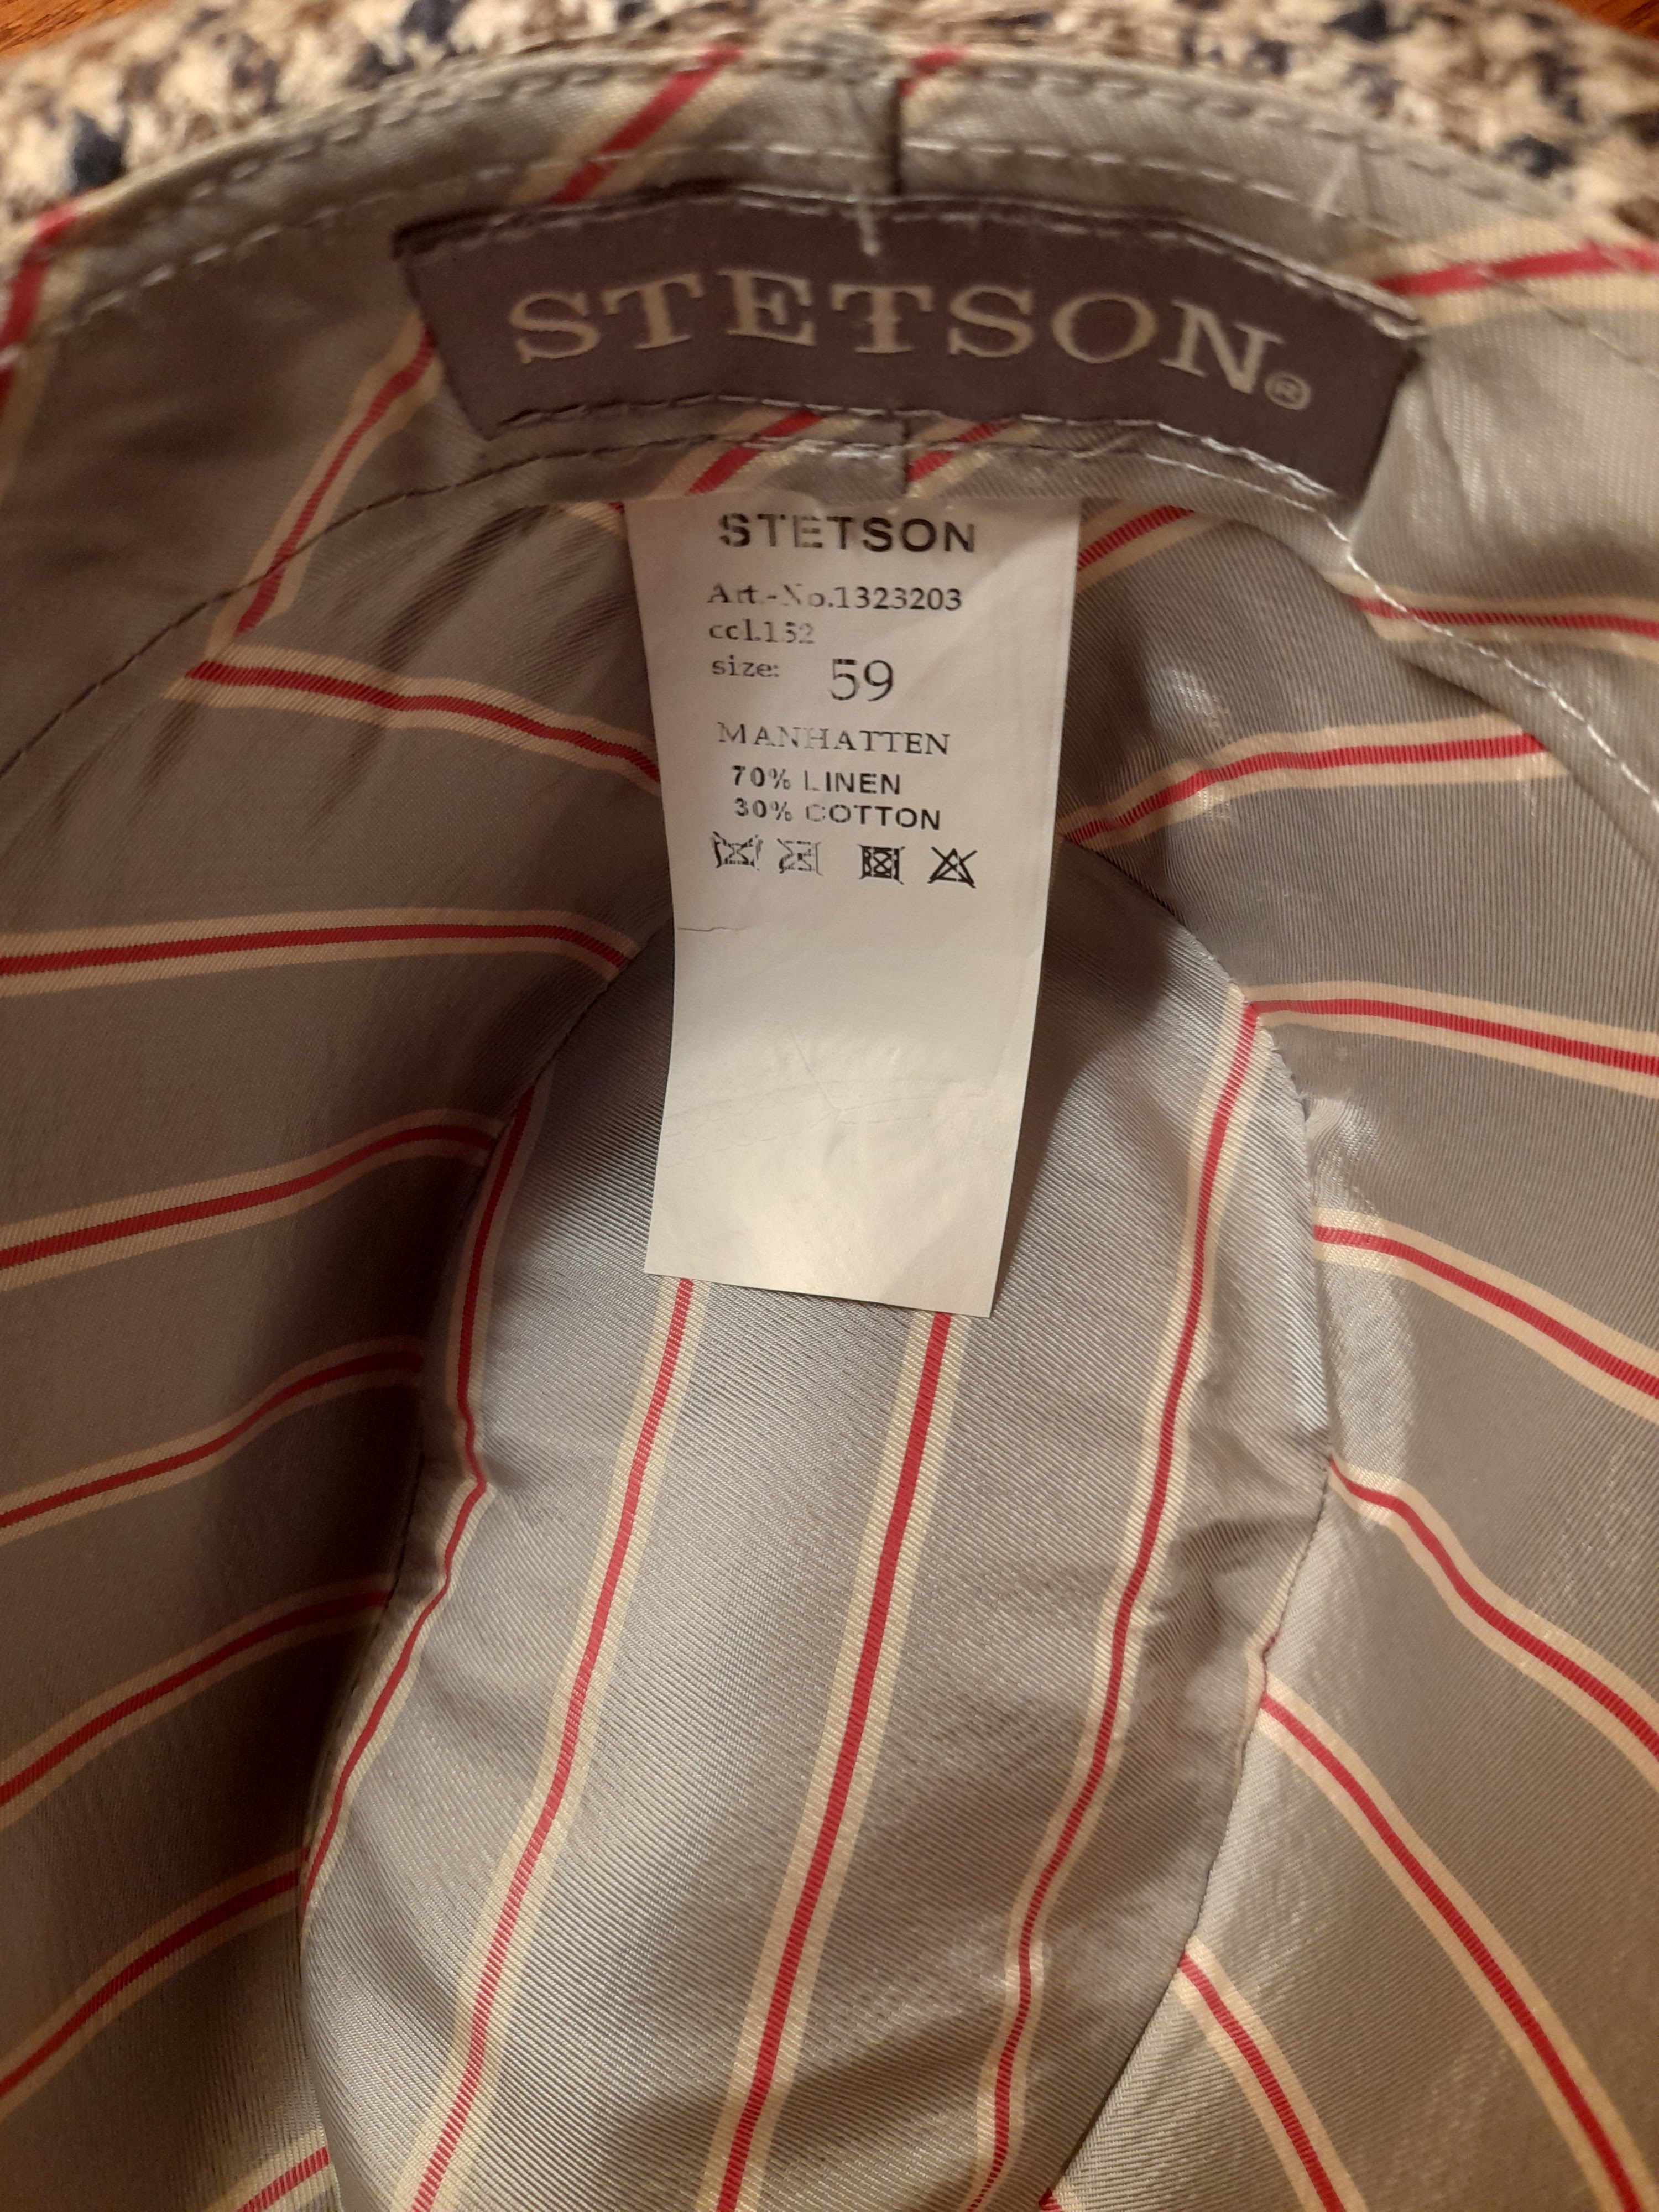 STETSON®
STETSON
Art.-No.1323203
col.152
size: 59
MANHATTEN
70% LINEN
30% COTTON